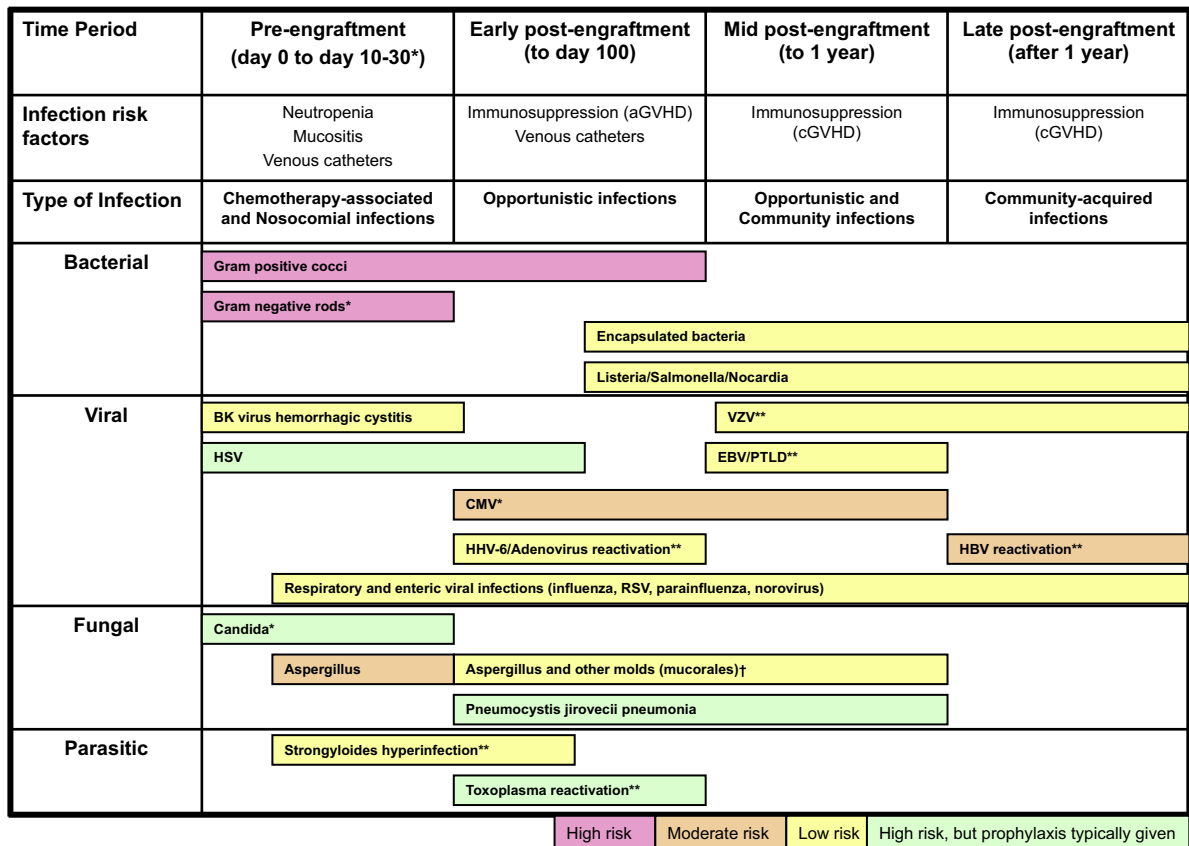 Time Period
Pre-engraftment
(day 0 to day 10-30*)
Early post-engraftment
(to day 100)
Mid post-engraftment
(to 1 year)
Late post-engraftment
(after 1 year)
Infection risk
factors
Neutropenia
Mucositis
Venous catheters
Immunosuppression (aGVHD)
Venous catheters
Immunosuppression
(cGVHD)
Immunosuppression
(cGVHD)
Type of Infection
Chemotherapy-associated
and Nosocomial infections
Opportunistic infections
Opportunistic and
Community infections
Community-acquired
infections
Bacterial
Gram positive cocci
Gram negative rods*
Encapsulated bacteria
Listeria/Salmonella/Nocardia
Viral
BK virus hemorrhagic cystitis
VZV**
HSV
EBV/PTLD**
CMV*
HHV-6/Adenovirus reactivation**
HBV reactivation**
Respiratory and enteric viral infections (influenza, RSV, parainfluenza, norovirus)
Fungal
Candida*
Aspergillus
Aspergillus and other molds (mucorales)†
Pneumocystis jirovecii pneumonia
Parasitic
Strongyloides hyperinfection**
Toxoplasma reactivation**
High risk
Moderate risk
Low risk
High risk, but prophylaxis typically given